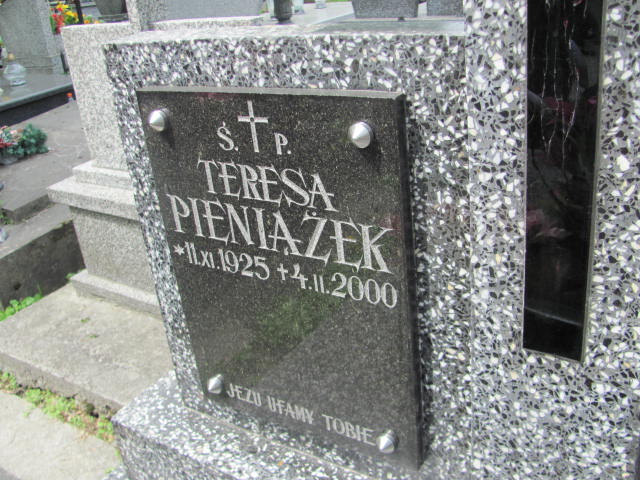 Ś. P.
TERESA
PIENIĄŻEK
*11.XI.1925 +4.II.2000
JEZU UFAMY TOBIE